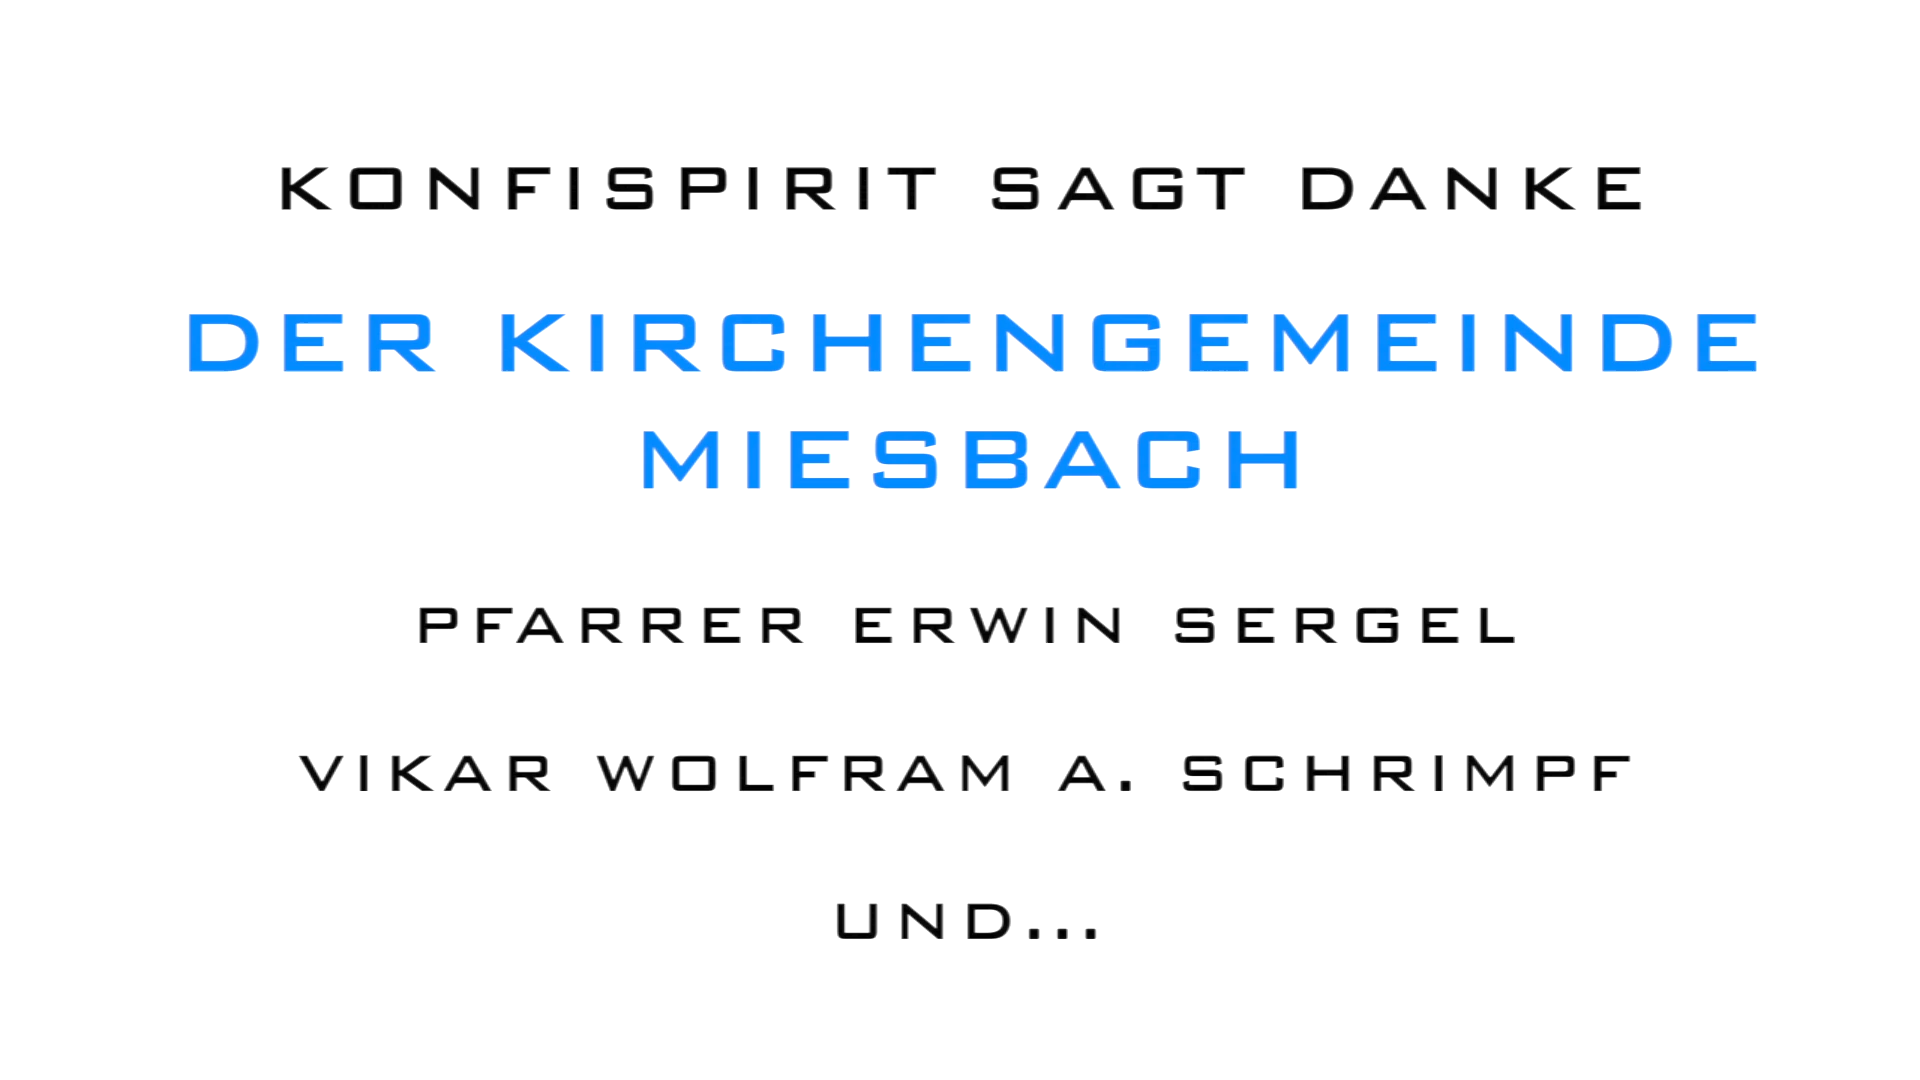 KONFISPIRIT SAGT DANKE
DER KIRCHENGEMEINDE
MIESBACH
PFARRER ERWIN SERGEL
VIKAR WOLFRAM A. SCHRIMPF
UND...